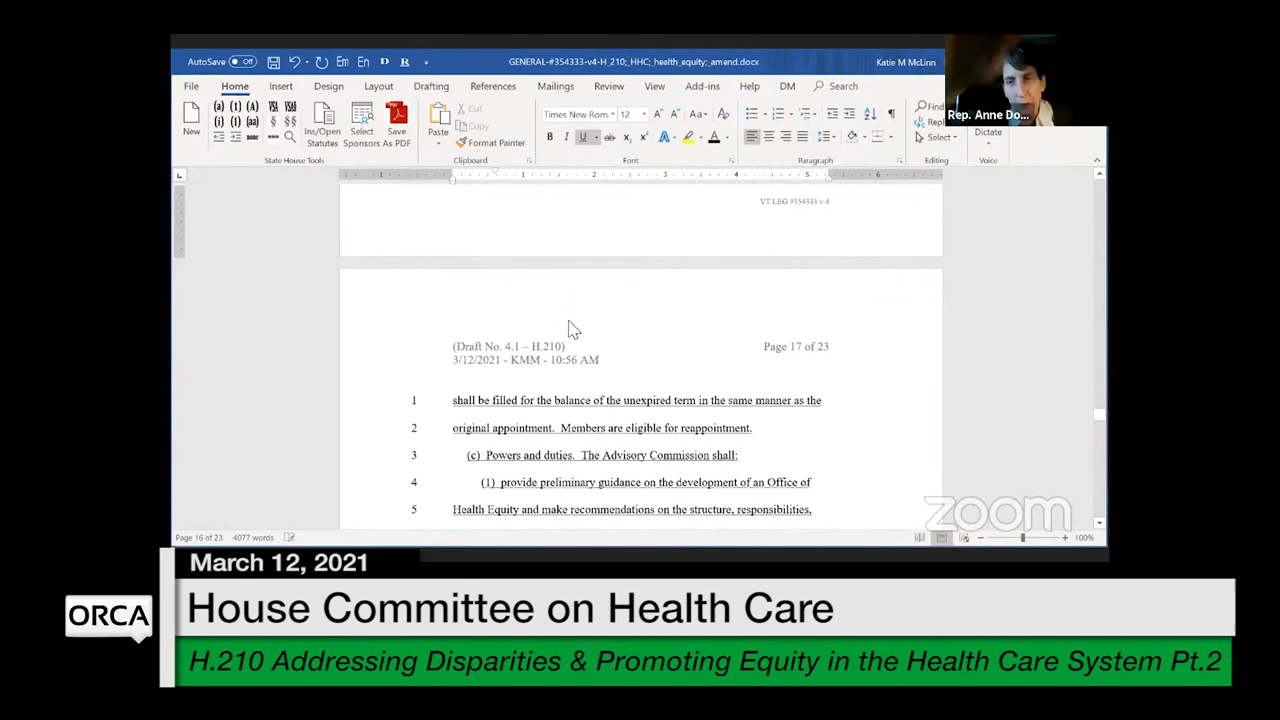 AutoSave Off Em En D R GENERAL-#354333-v4-H_210;_HHC;_health_equity;_amend.docx Katie M McLinn
File Home Insert Design Layout Drafting References Mailings Review View Add-ins Help DM Search
New
Ins/Open Statutes
Select Sponsors
Save As PDF
State House Tools
Paste
Cut
Copy
Format Painter
Clipboard
Times New Rom 12
Font
Paragraph
Find
Select
Editing
Dictate
Voice
Rep. Anne Do...
VT LEG #354333 v.4
(Draft No. 4.1 – H.210) Page 17 of 23
3/12/2021 - KMM - 10:56 AM
1 shall be filled for the balance of the unexpired term in the same manner as the
2 original appointment. Members are eligible for reappointment.
3 (c) Powers and duties. The Advisory Commission shall:
4 (1) provide preliminary guidance on the development of an Office of
5 Health Equity and make recommendations on the structure, responsibilities,
zoom
Page 16 of 23 4077 words 100%
March 12, 2021
ORCA
House Committee on Health Care
H.210 Addressing Disparities & Promoting Equity in the Health Care System Pt.2